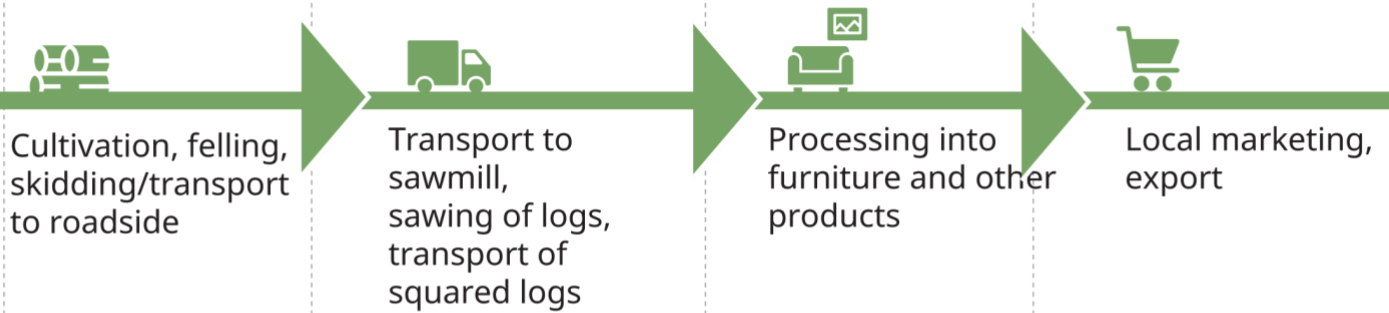 Cultivation, felling,
skidding/transport
to roadside
Transport to
sawmill,
sawing of logs,
transport of
squared logs
Processing into
furniture and other
products
Local marketing,
export